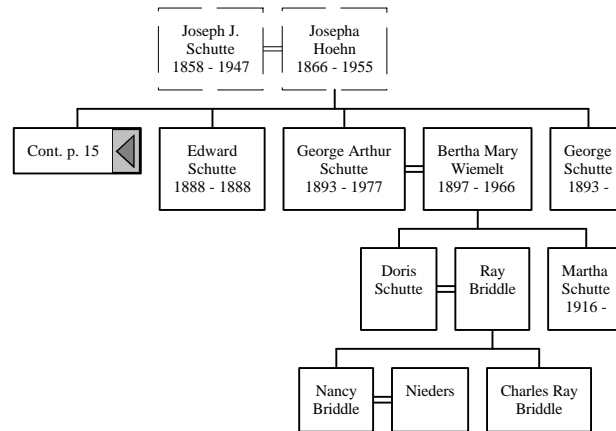 Joseph J.
Schutte
1858 - 1947
Josepha
Hoehn
1866 - 1955
Cont. p. 15
Edward
Schutte
1888 - 1888
George Arthur
Schutte
1893 - 1977
Bertha Mary
Wiemelt
1897 - 1966
George
Schutte
1893 -
Doris
Schutte
Ray
Briddle
Martha
Schutte
1916 -
Nancy
Briddle
Nieders
Charles Ray
Briddle